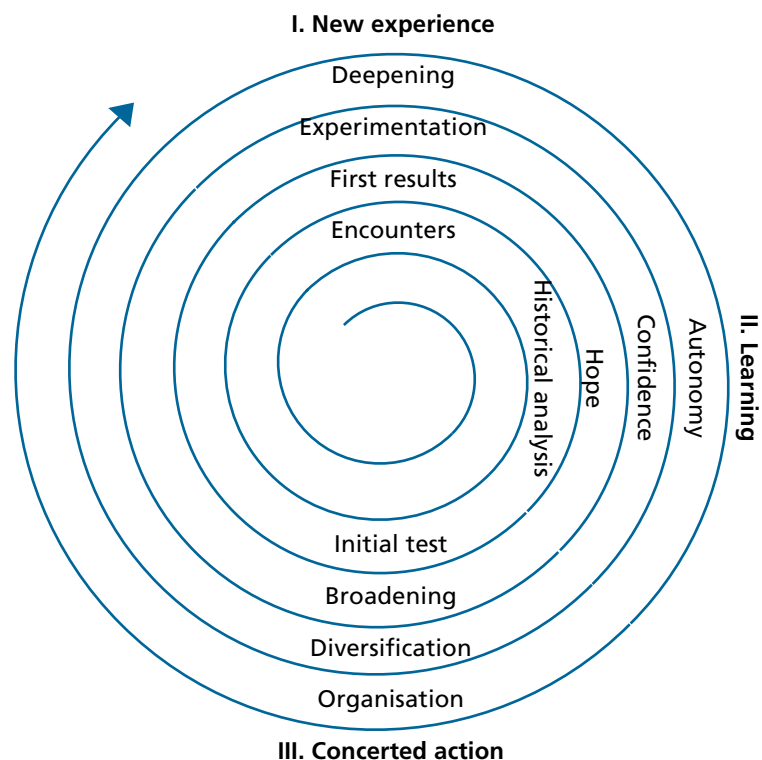 I. New experience
Deepening
Experimentation
First results
Encounters
Historical analysis
Hope
Confidence
Autonomy
II. Learning
Initial test
Broadening
Diversification
Organisation
III. Concerted action